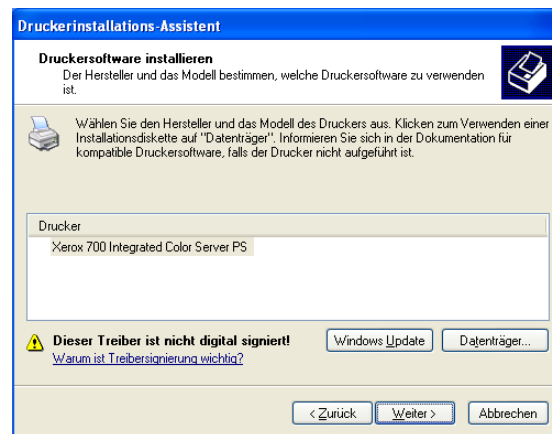 Druckerinstallations-Assistent
Druckersoftware installieren
Der Hersteller und das Modell bestimmen, welche Druckersoftware zu verwenden
ist.
Wählen Sie den Hersteller und das Modell des Druckers aus. Klicken zum Verwenden einer
Installationsdiskette auf "Datenträger". Informieren Sie sich in der Dokumentation für
kompatible Druckersoftware, falls der Drucker nicht aufgeführt ist.
Drucker
Xerox 700 Integrated Color Server PS
Dieser Treiber ist nicht digital signiert!
Windows Update
Datenträger...
Warum ist Treibersignierung wichtig?
< Zurück
Weiter >
Abbrechen